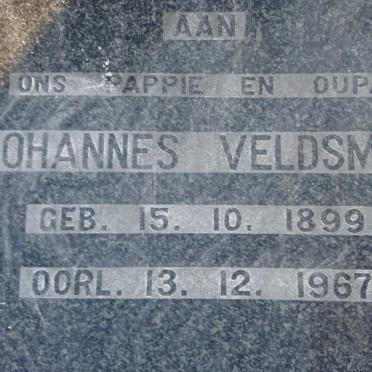 AAN
ONS PAPPIE EN OUPA
OHANNES VELDSM
GEB. 15. 10. 1899
OORL. 13. 12. 1967